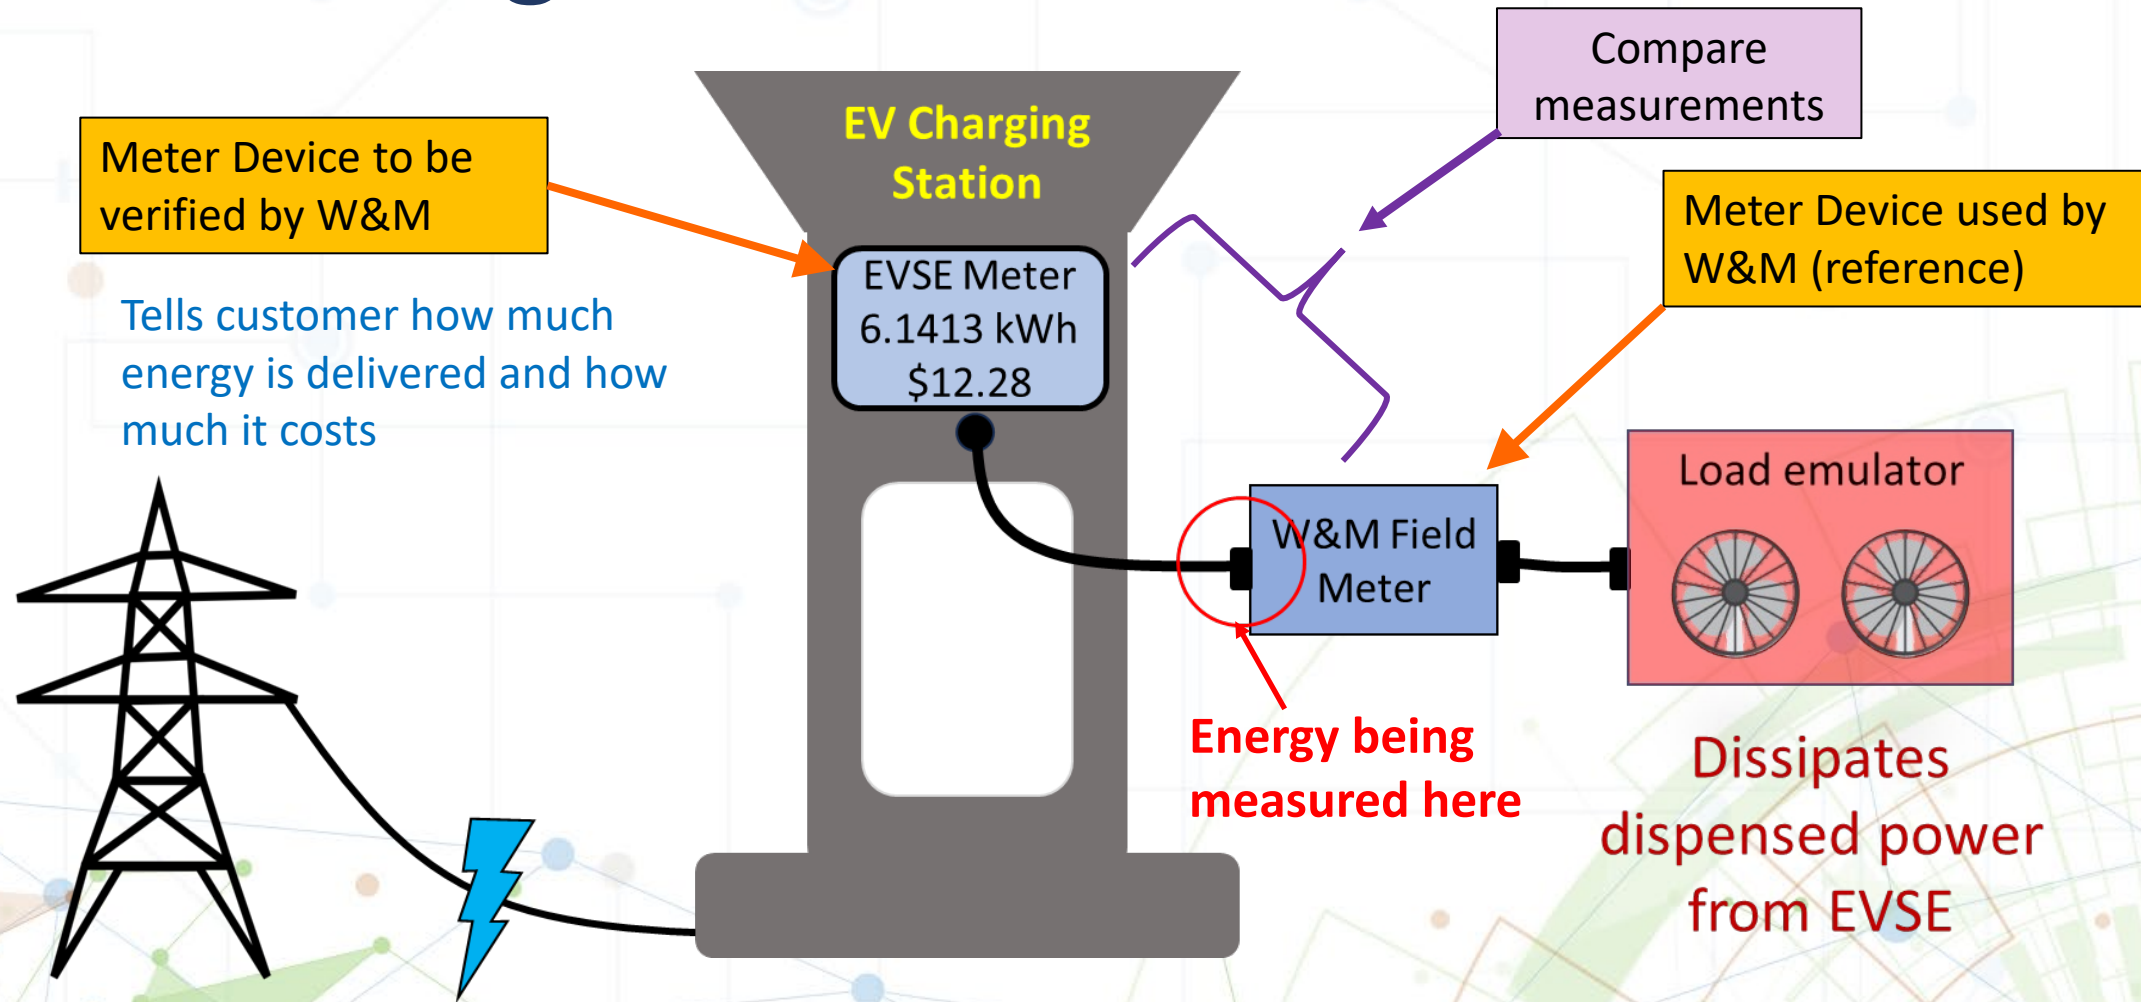 Compare
measurements
EV Charging
Station
Meter Device to be
verified by W&M
Meter Device used by
W&M (reference)
EVSE Meter
6.1413 kWh
$12.28
Tells customer how much
energy is delivered and how
much it costs
Load emulator
W&M Field
Meter
Energy being
measured here
Dissipates
dispensed power
from EVSE